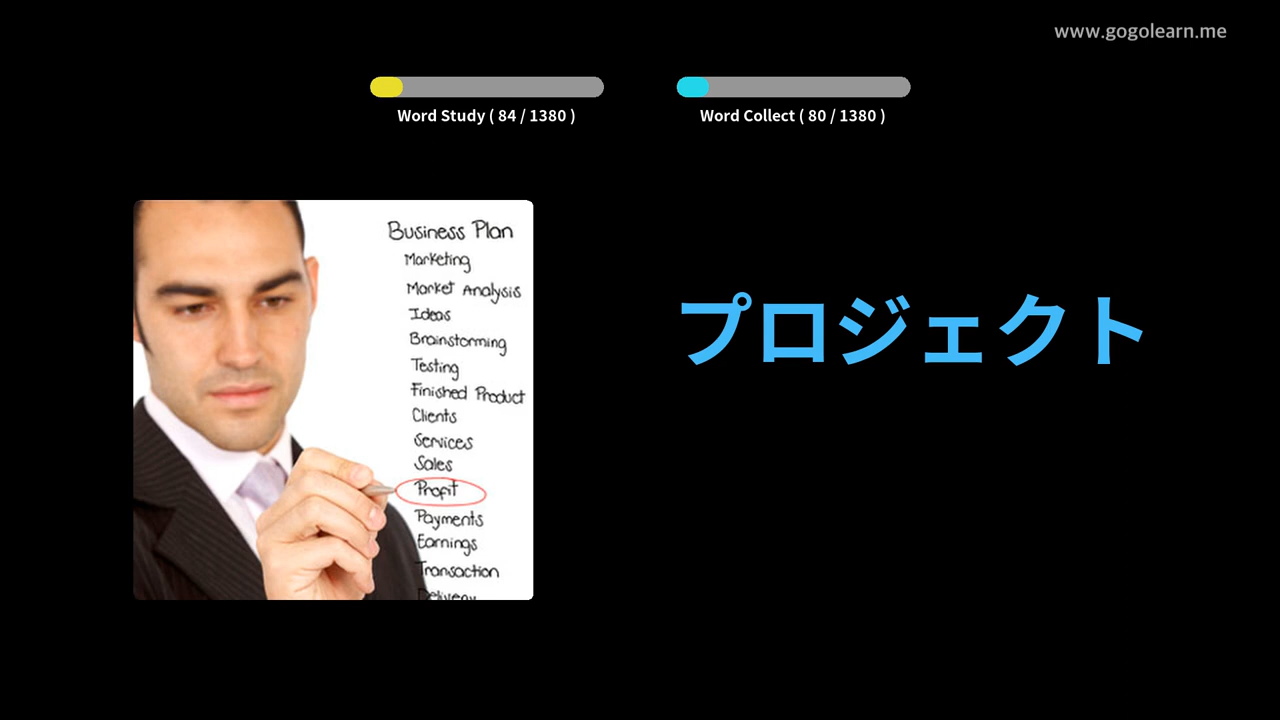 www.gogolearn.me
Word Study ( 84 / 1380 )
Word Collect ( 80 / 1380 )
Business Plan
Marketing
Market Analysis
Ideas
Brainstorming
Testing
Finished Product
Clients
Services
Sales
Profit
Payments
Earnings
Transaction
Delivery
プロジェクト